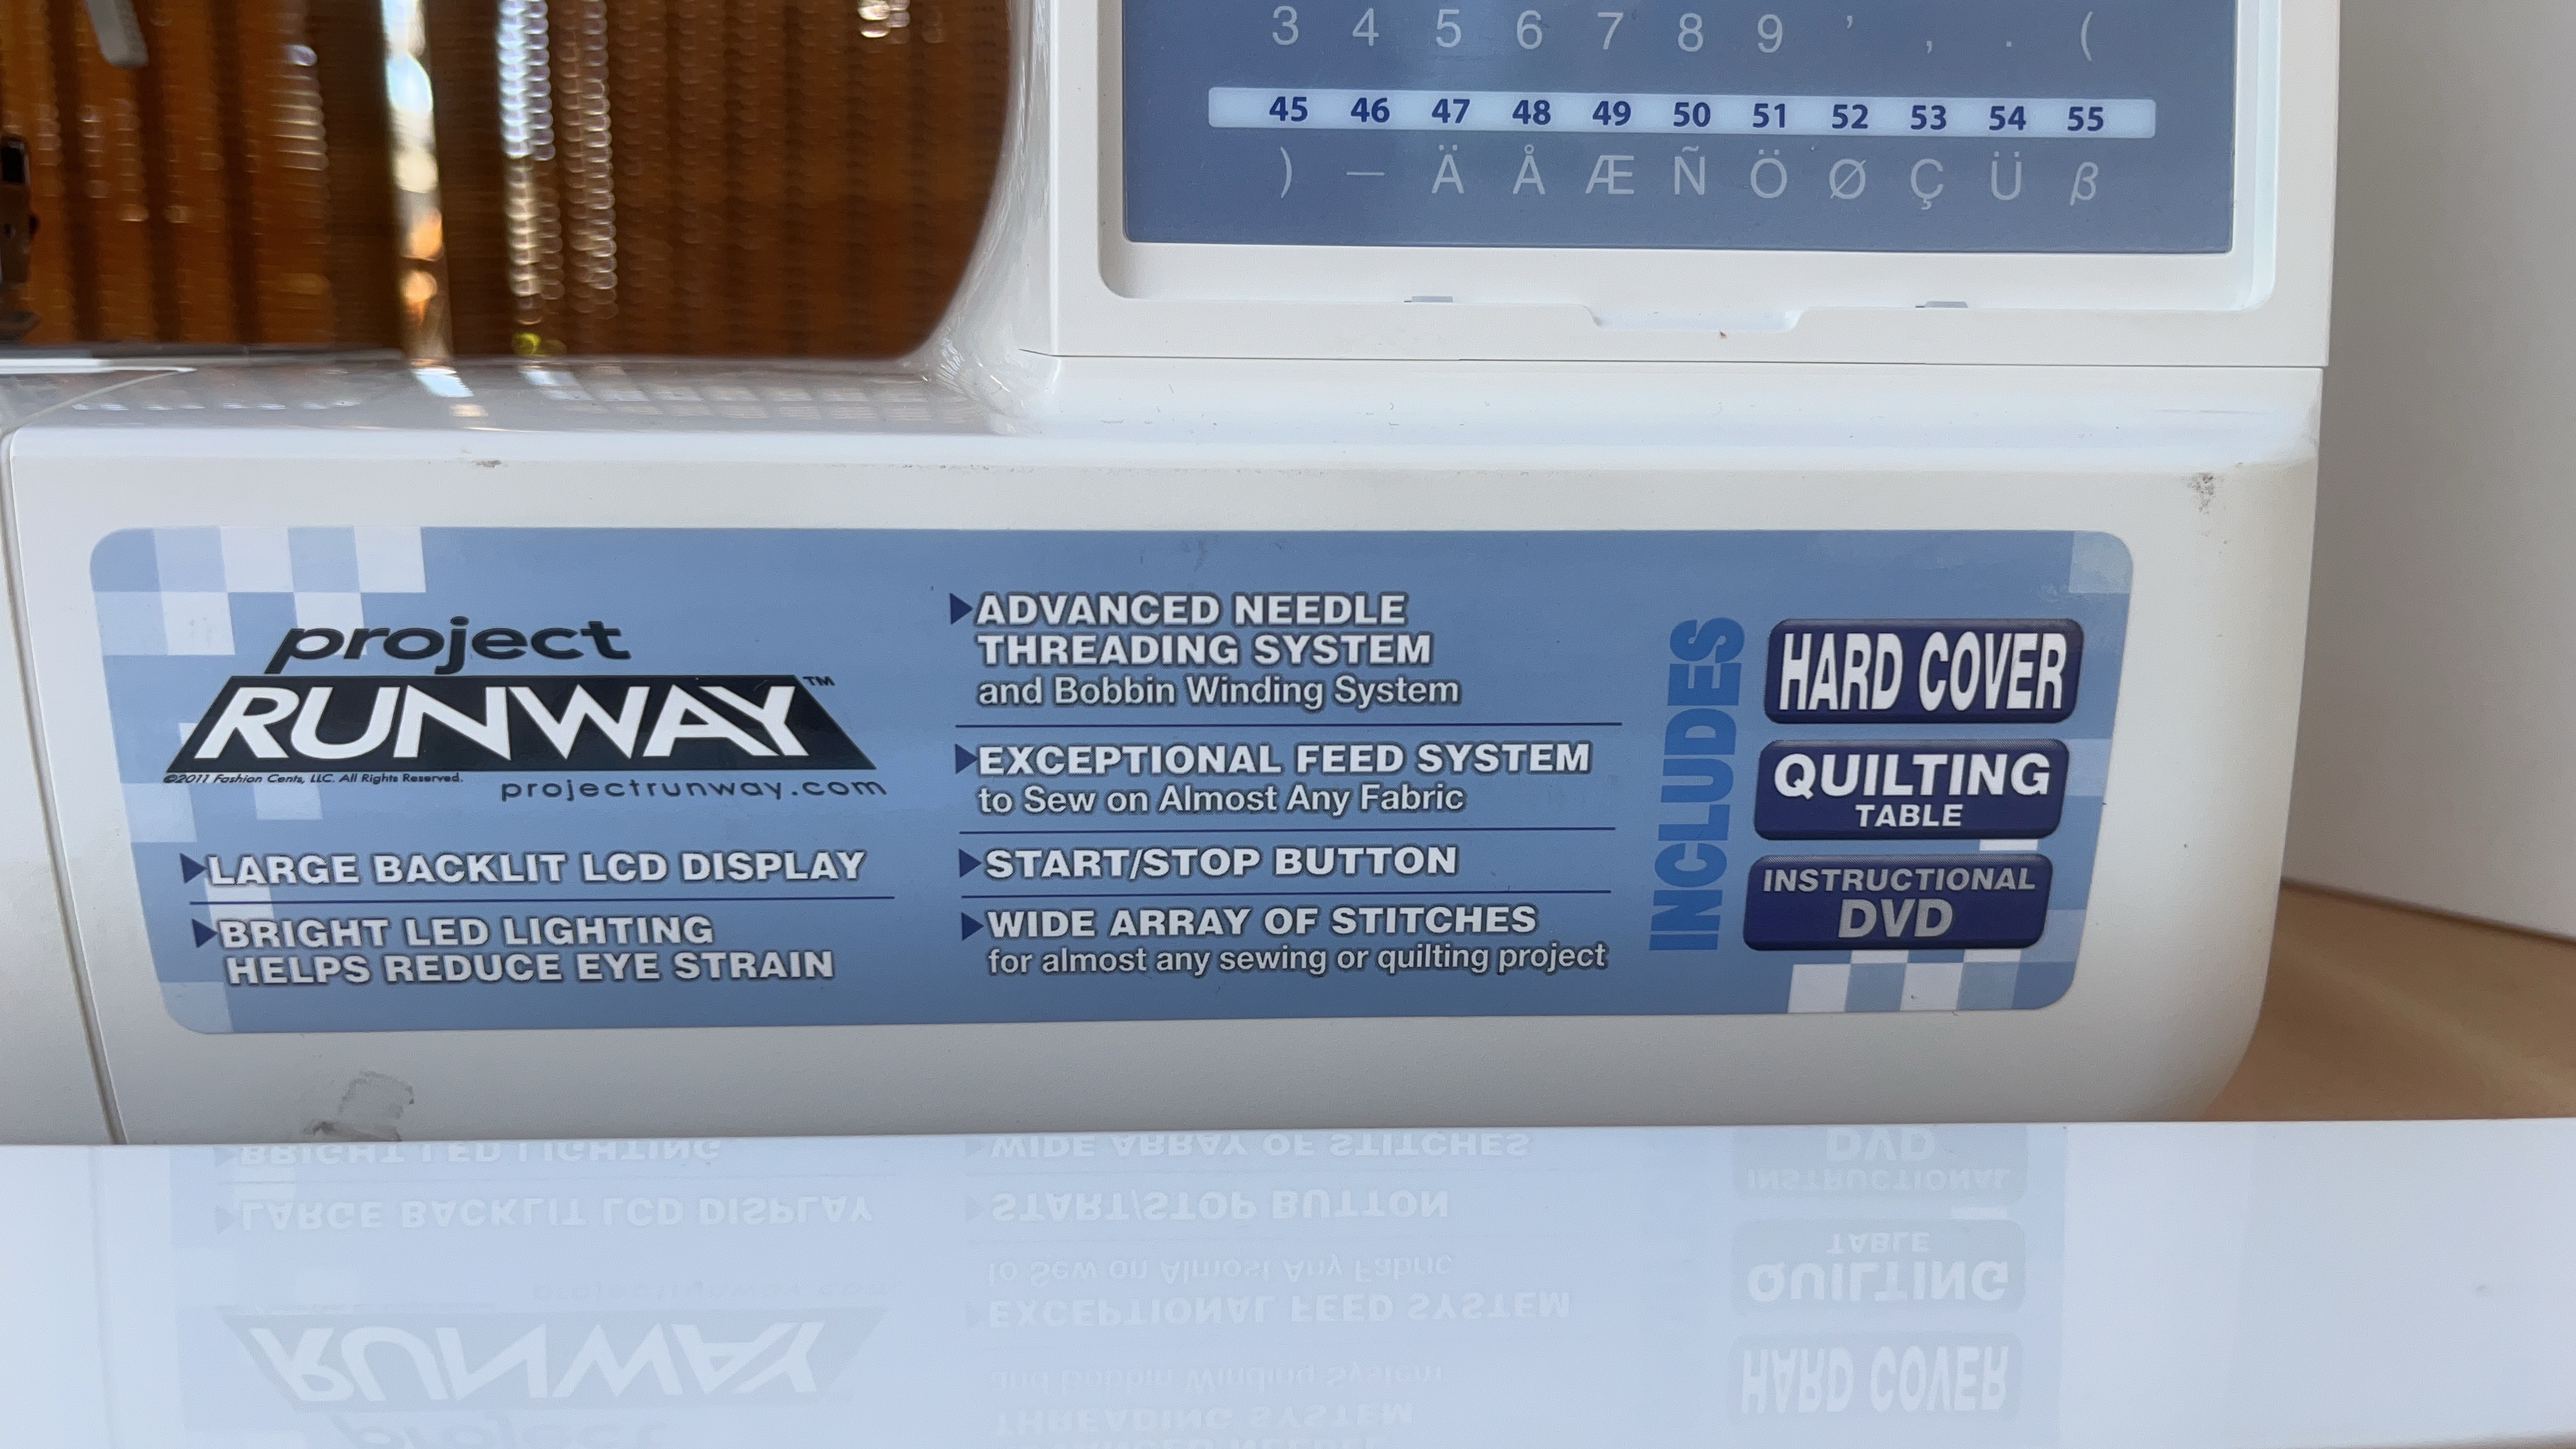 3 4 5 6 7 8 9 ’ , . (
45 46 47 48 49 50 51 52 53 54 55
) — Ä Å Æ Ñ Ö Ø Ç Ü β
project
RUNWAY™
©2011 Fashion Cents, LLC. All Rights Reserved.
projectrunway.com
LARGE BACKLIT LCD DISPLAY
BRIGHT LED LIGHTING
HELPS REDUCE EYE STRAIN
ADVANCED NEEDLE
THREADING SYSTEM
and Bobbin Winding System
EXCEPTIONAL FEED SYSTEM
to Sew on Almost Any Fabric
START/STOP BUTTON
WIDE ARRAY OF STITCHES
for almost any sewing or quilting project
INCLUDES
HARD COVER
QUILTING
TABLE
INSTRUCTIONAL
DVD